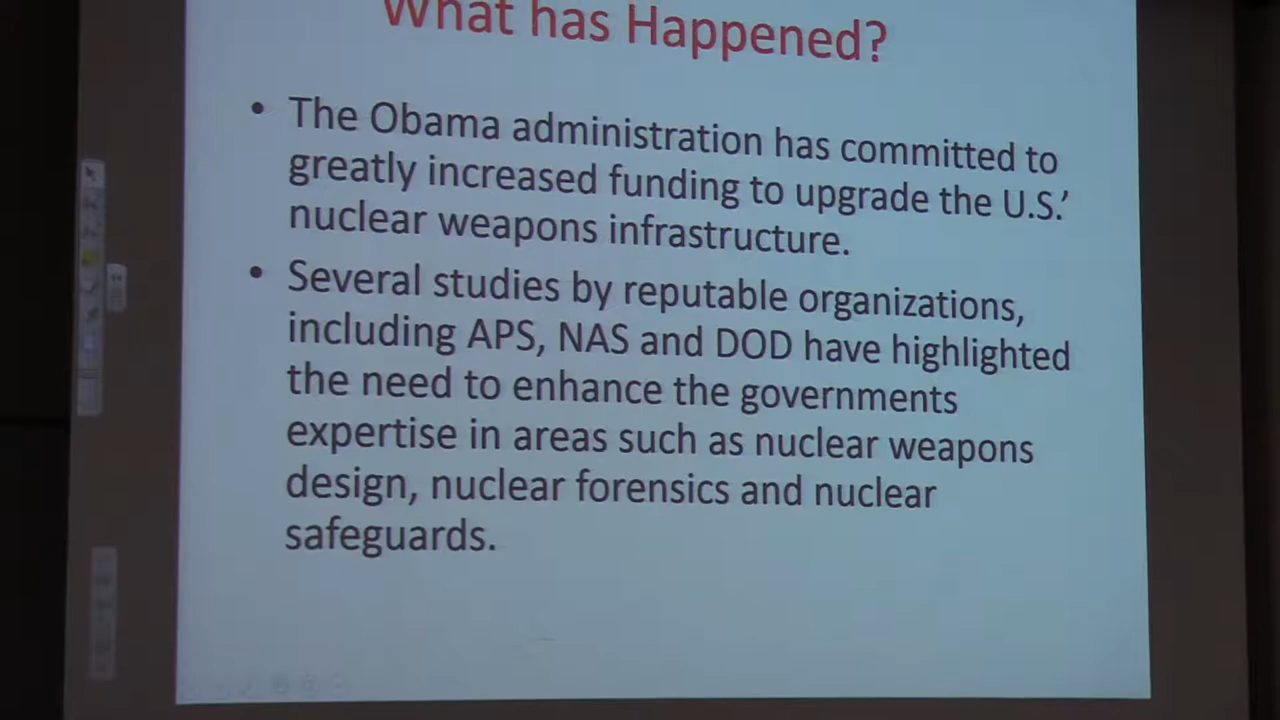 What has Happened?
• The Obama administration has committed to
greatly increased funding to upgrade the U.S.’
nuclear weapons infrastructure.
• Several studies by reputable organizations,
including APS, NAS and DOD have highlighted
the need to enhance the governments
expertise in areas such as nuclear weapons
design, nuclear forensics and nuclear
safeguards.